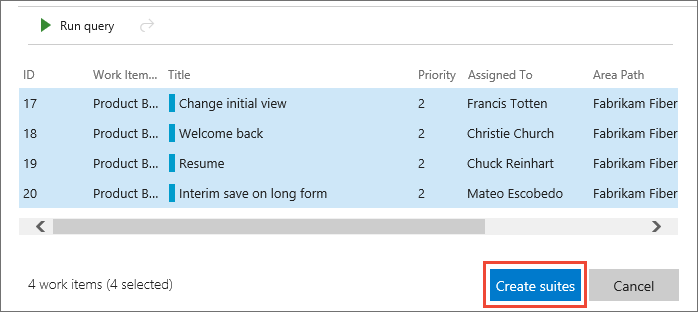 Run query
ID Work Item... Title Priority Assigned To Area Path
17 Product B... Change initial view 2 Francis Totten Fabrikam Fiber
18 Product B... Welcome back 2 Christie Church Fabrikam Fiber
19 Product B... Resume 2 Chuck Reinhart Fabrikam Fiber
20 Product B... Interim save on long form 2 Mateo Escobedo Fabrikam Fiber
4 work items (4 selected) Create suites Cancel